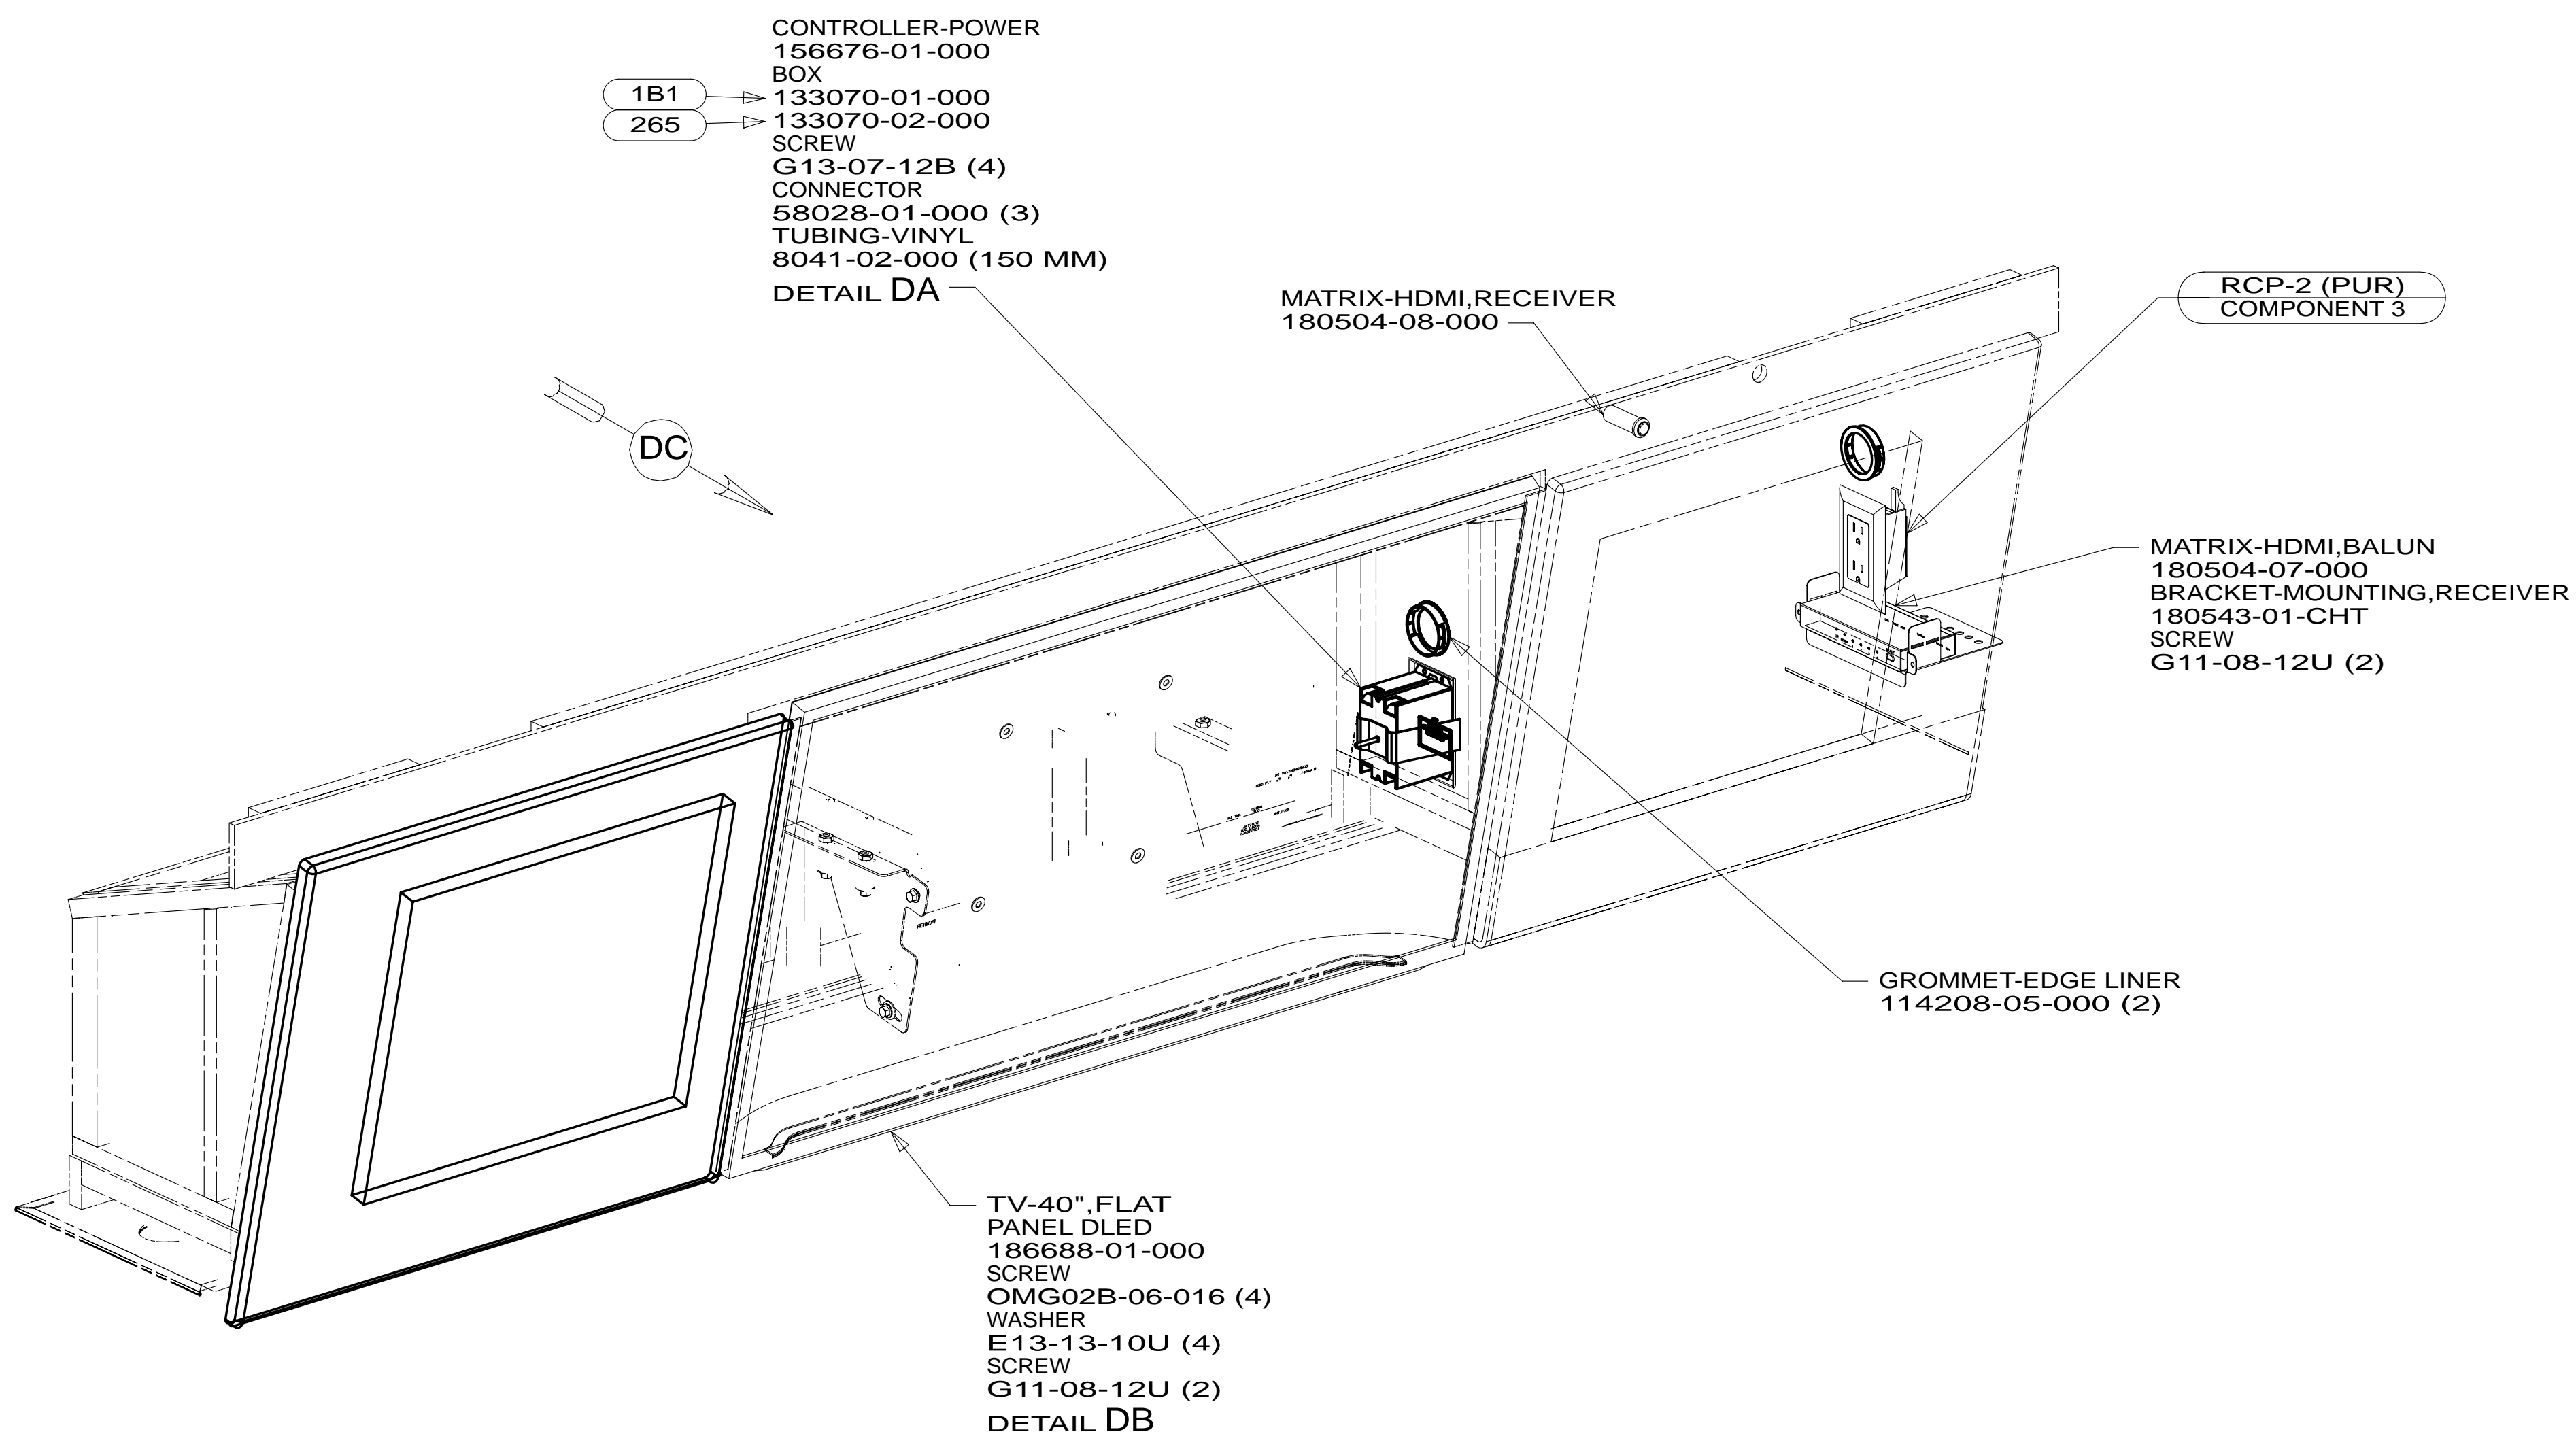 CONTROLLER-POWER
156676-01-000
BOX
1B1
133070-01-000
265
133070-02-000
SCREW
G13-07-12B (4)
CONNECTOR
58028-01-000 (3)
TUBING-VINYL
8041-02-000 (150 MM)
DETAIL DA
MATRIX-HDMI,RECEIVER
180504-08-000
RCP-2 (PUR)
COMPONENT 3
DC
MATRIX-HDMI,BALUN
180504-07-000
BRACKET-MOUNTING,RECEIVER
180543-01-CHT
SCREW
G11-08-12U (2)
GROMMET-EDGE LINER
114208-05-000 (2)
TV-40",FLAT
PANEL DLED
186688-01-000
SCREW
OMG02B-06-016 (4)
WASHER
E13-13-10U (4)
SCREW
G11-08-12U (2)
DETAIL DB